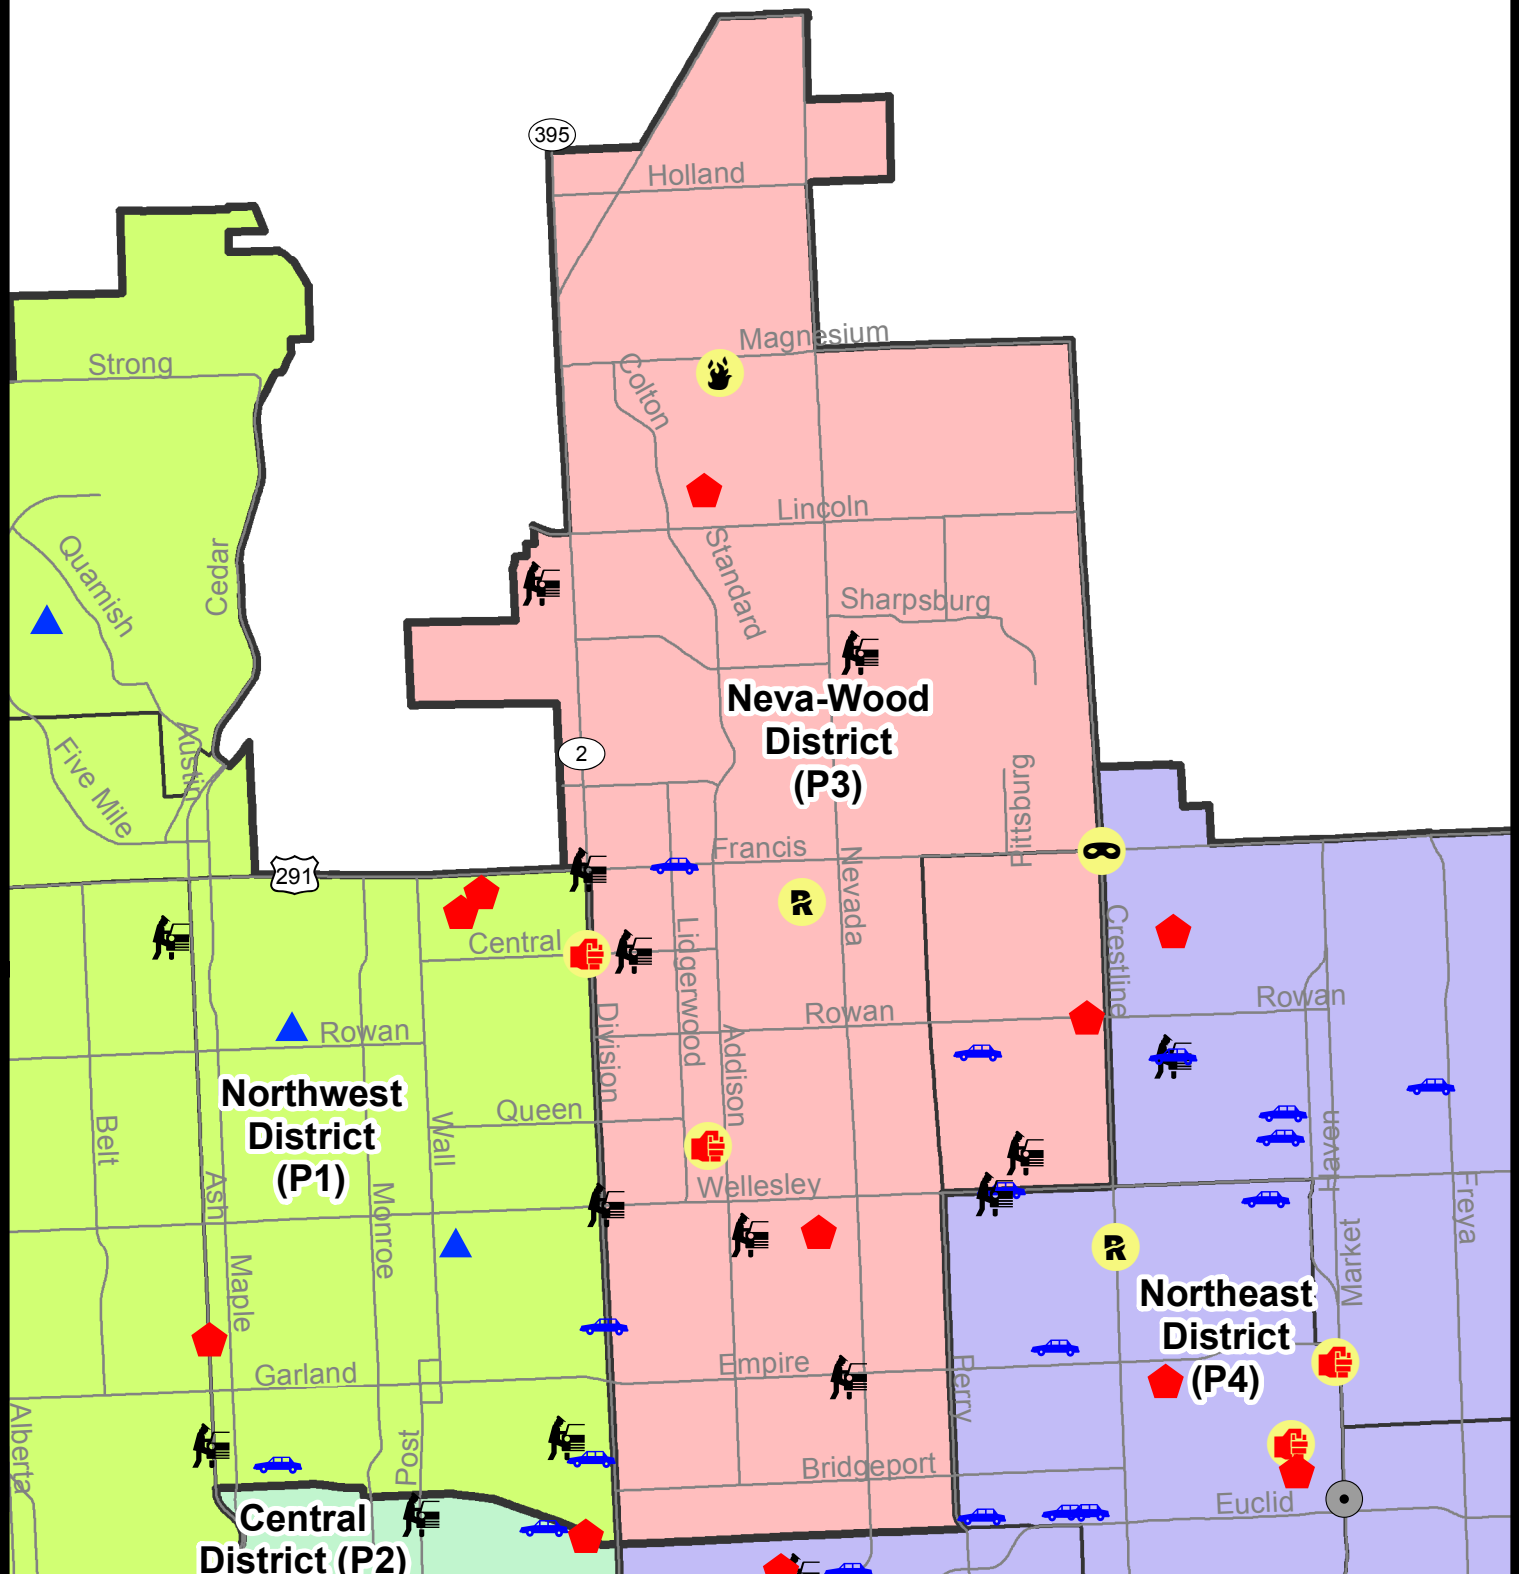 395
Holland
Magnesium
Strong
Colton
Lincoln
Quamish
Cedar
Standard
Sharpsburg
Neva-Wood
District
(P3)
Austin
Five Mile
2
Pittsburg
Francis
Nevada
291
Central
Lidgerwood
Crestline
Rowan
Rowan
Rowan
Division
Addison
Northwest
District
(P1)
Queen
Belt
Wall
Haven
Wellesley
Ash
Monroe
Freya
Maple
Market
Northeast
District
(P4)
Garland
Empire
Perry
Alberta
Post
Bridgeport
Euclid
Central
District (P2)
R
R